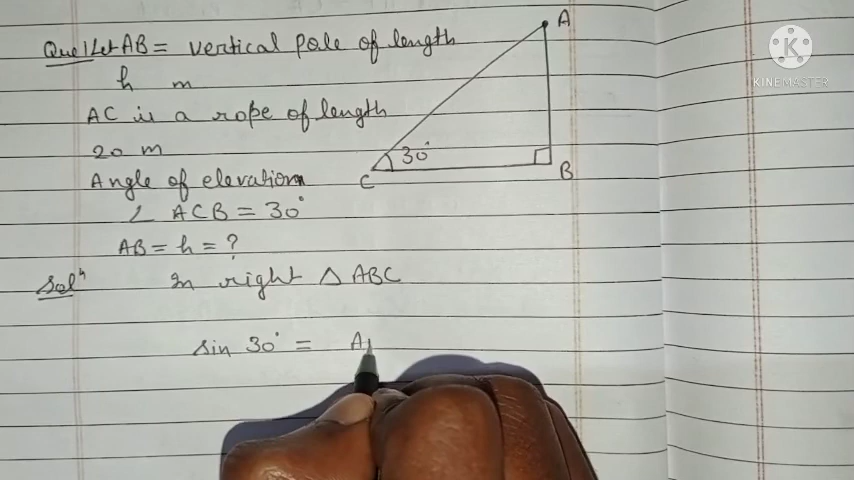 Que1 Let AB = vertical pole of length
h m
AC is a rope of length
20 m
Angle of elevation
∠ ACB = 30°
AB = h = ?
Solⁿ In right △ ABC
sin 30° = A
A
30°
C
B
K
KINEMASTER